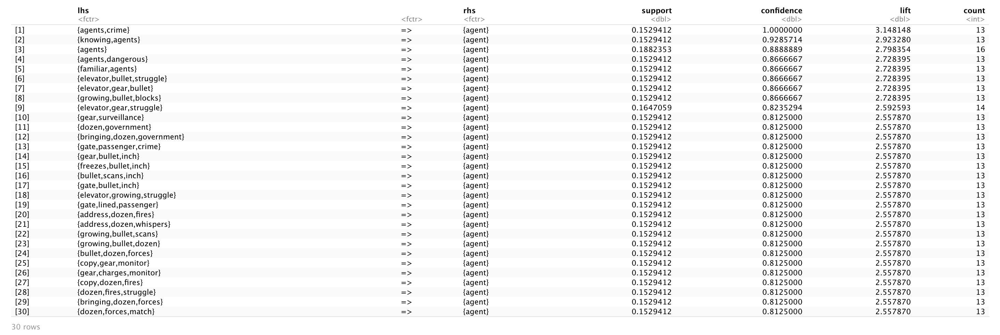 lhs rhs support confidence lift count
<fctr> <fctr> <fctr> <dbl> <dbl> <dbl> <int>
[1] {agents,crime} => {agent} 0.1529412 1.0000000 3.148148 13
[2] {knowing,agents} => {agent} 0.1529412 0.9285714 2.923280 13
[3] {agents} => {agent} 0.1882353 0.8888889 2.798354 16
[4] {agents,dangerous} => {agent} 0.1529412 0.8666667 2.728395 13
[5] {familiar,agents} => {agent} 0.1529412 0.8666667 2.728395 13
[6] {elevator,bullet,struggle} => {agent} 0.1529412 0.8666667 2.728395 13
[7] {elevator,gear,bullet} => {agent} 0.1529412 0.8666667 2.728395 13
[8] {growing,bullet,blocks} => {agent} 0.1529412 0.8666667 2.728395 13
[9] {elevator,gear,struggle} => {agent} 0.1647059 0.8235294 2.592593 14
[10] {gear,surveillance} => {agent} 0.1529412 0.8125000 2.557870 13
[11] {dozen,government} => {agent} 0.1529412 0.8125000 2.557870 13
[12] {bringing,dozen,government} => {agent} 0.1529412 0.8125000 2.557870 13
[13] {gate,passenger,crime} => {agent} 0.1529412 0.8125000 2.557870 13
[14] {gear,bullet,inch} => {agent} 0.1529412 0.8125000 2.557870 13
[15] {freezes,bullet,inch} => {agent} 0.1529412 0.8125000 2.557870 13
[16] {bullet,scans,inch} => {agent} 0.1529412 0.8125000 2.557870 13
[17] {gate,bullet,inch} => {agent} 0.1529412 0.8125000 2.557870 13
[18] {elevator,growing,struggle} => {agent} 0.1529412 0.8125000 2.557870 13
[19] {gate,lined,passenger} => {agent} 0.1529412 0.8125000 2.557870 13
[20] {address,dozen,fires} => {agent} 0.1529412 0.8125000 2.557870 13
[21] {address,dozen,whispers} => {agent} 0.1529412 0.8125000 2.557870 13
[22] {growing,bullet,scans} => {agent} 0.1529412 0.8125000 2.557870 13
[23] {growing,bullet,dozen} => {agent} 0.1529412 0.8125000 2.557870 13
[24] {bullet,dozen,forces} => {agent} 0.1529412 0.8125000 2.557870 13
[25] {copy,gear,monitor} => {agent} 0.1529412 0.8125000 2.557870 13
[26] {gear,charges,monitor} => {agent} 0.1529412 0.8125000 2.557870 13
[27] {copy,dozen,fires} => {agent} 0.1529412 0.8125000 2.557870 13
[28] {dozen,fires,struggle} => {agent} 0.1529412 0.8125000 2.557870 13
[29] {bringing,dozen,forces} => {agent} 0.1529412 0.8125000 2.557870 13
[30] {dozen,forces,match} => {agent} 0.1529412 0.8125000 2.557870 13
30 rows